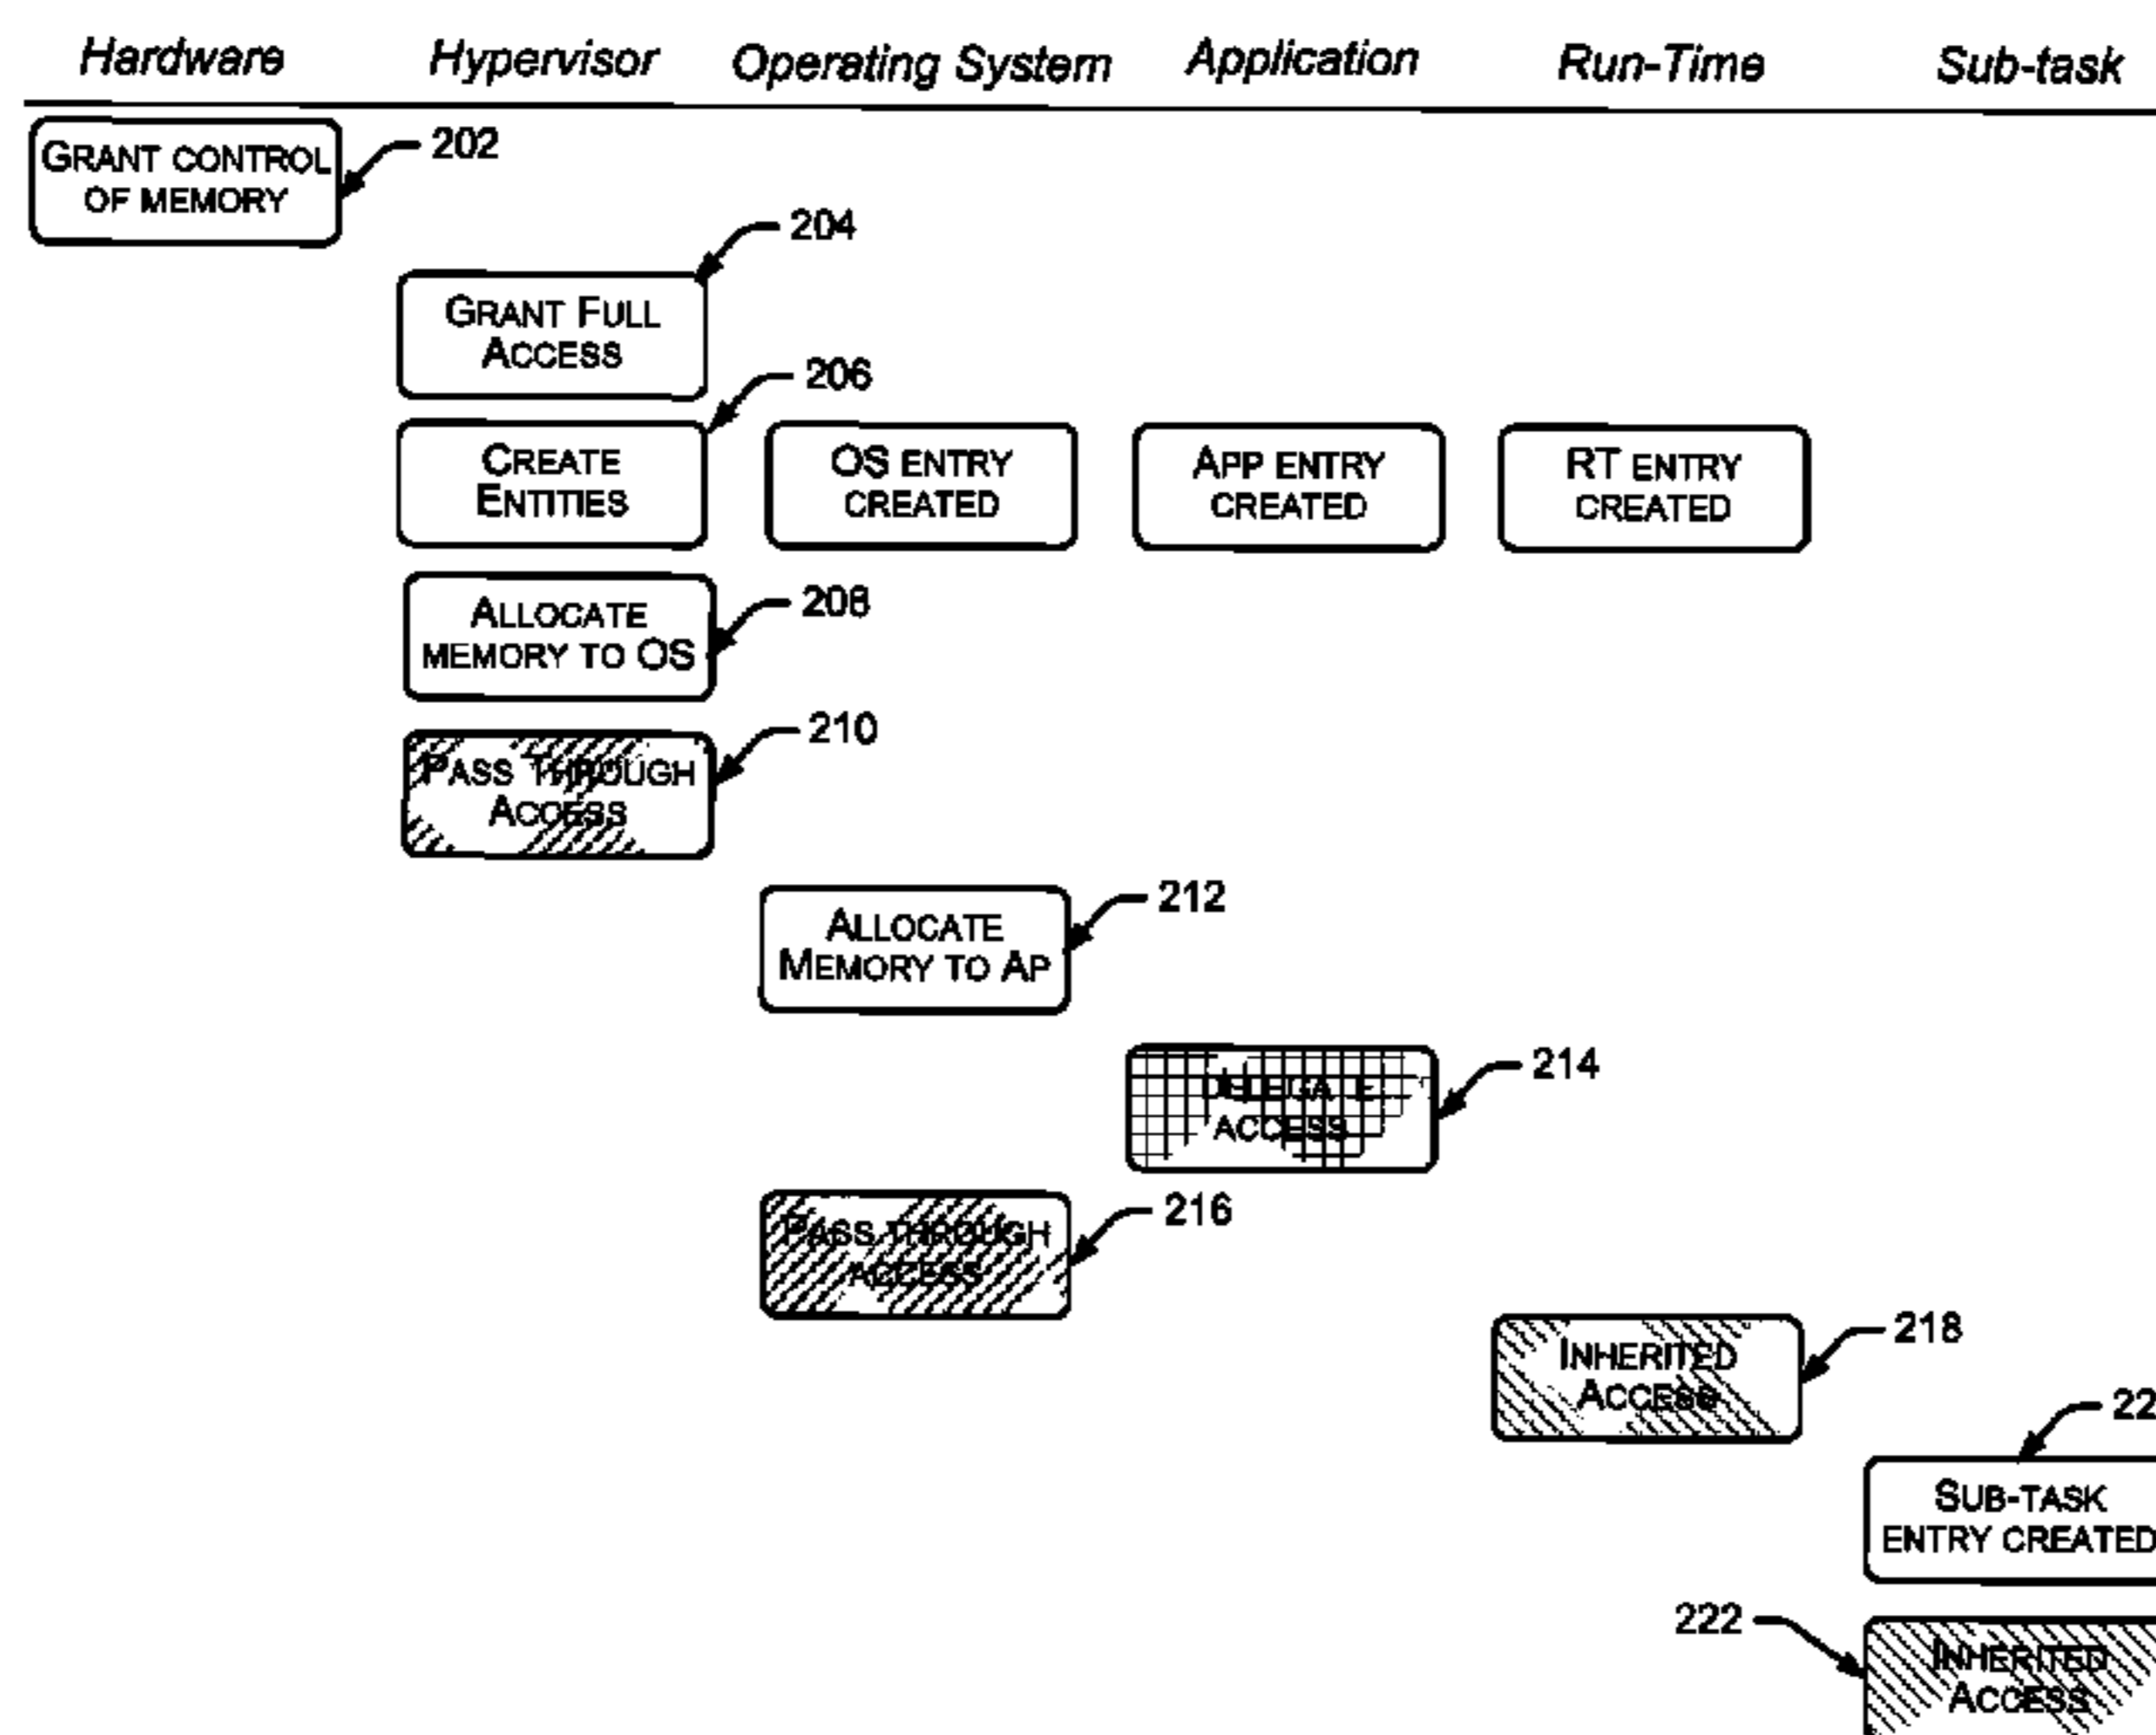 Hardware Hypervisor Operating System Application Run-Time Sub-task
GRANT CONTROL
OF MEMORY
202
204
GRANT FULL
ACCESS
206
CREATE
ENTITIES
OS ENTRY
CREATED
APP ENTRY
CREATED
RT ENTRY
CREATED
208
ALLOCATE
MEMORY TO OS
210
PASS THROUGH
ACCESS
212
ALLOCATE
MEMORY TO AP
214
DELEGATE
ACCESS
216
PASS THROUGH
ACCESS
218
INHERITED
ACCESS
22
SUB-TASK
ENTRY CREATED
222
INHERITED
ACCESS